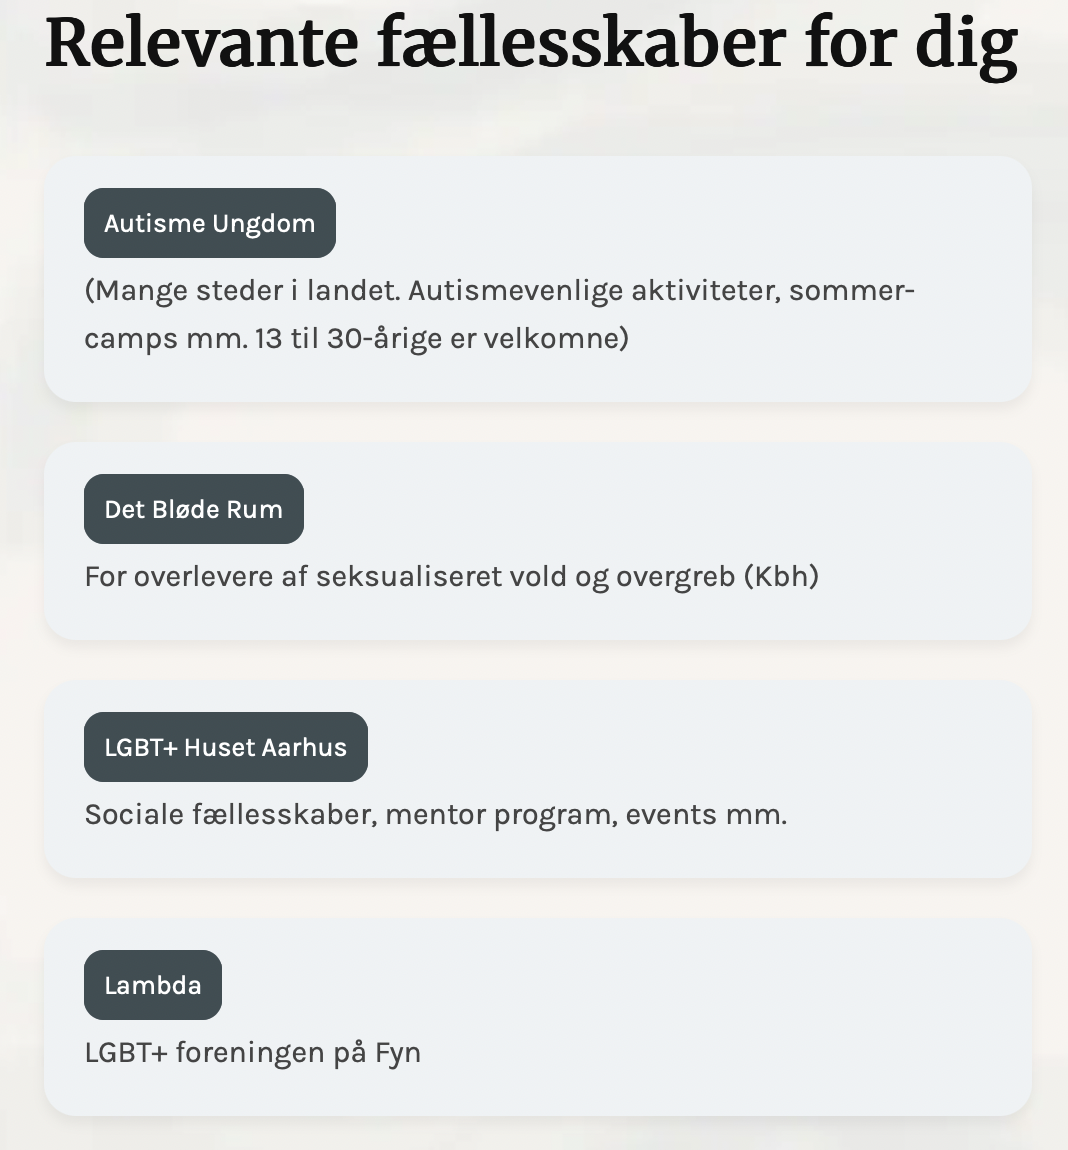 Relevante fællesskaber for dig
Autisme Ungdom
(Mange steder i landet. Autismevenlige aktiviteter, sommer-
camps mm. 13 til 30-årige er velkomne)
Det Bløde Rum
For overlevere af seksualiseret vold og overgreb (Kbh)
LGBT+ Huset Aarhus
Sociale fællesskaber, mentor program, events mm.
Lambda
LGBT+ foreningen på Fyn